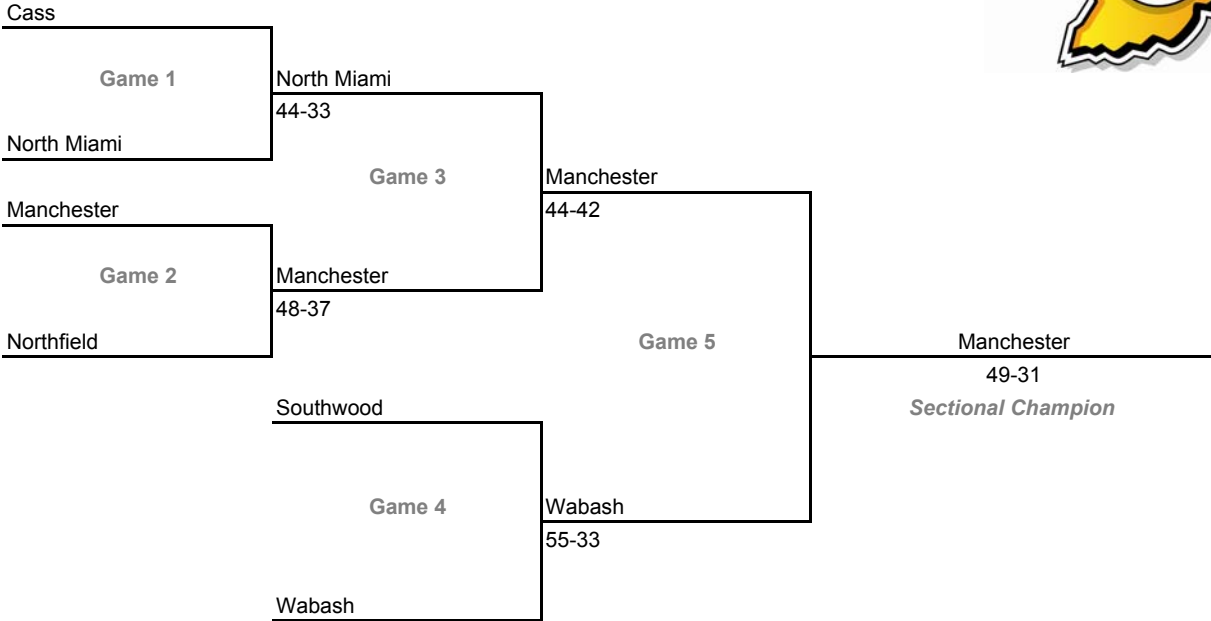 Cass
Game 1
North Miami
44-33
North Miami
Game 3
Manchester
Manchester
44-42
Game 2
Manchester
48-37
Northfield
Game 5
Manchester
49-31
Southwood
Sectional Champion
Game 4
Wabash
55-33
Wabash